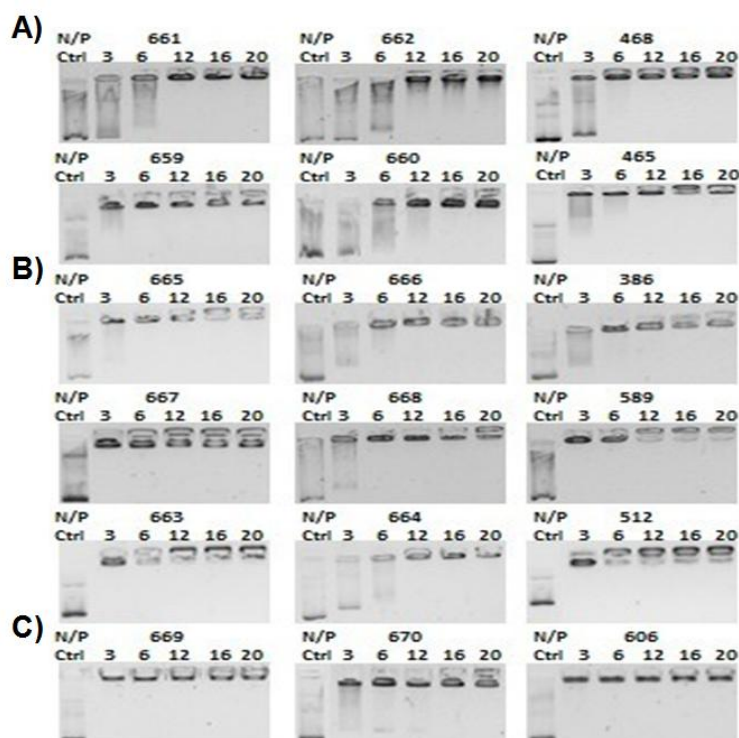 A)
N/P 661 N/P 662 N/P 468
Ctrl 3 6 12 16 20 Ctrl 3 6 12 16 20 Ctrl 3 6 12 16 20
N/P 659 N/P 660 N/P 465
Ctrl 3 6 12 16 20 Ctrl 3 6 12 16 20 Ctrl 3 6 12 16 20
B)
N/P 665 N/P 666 N/P 386
Ctrl 3 6 12 16 20 Ctrl 3 6 12 16 20 Ctrl 3 6 12 16 20
N/P 667 N/P 668 N/P 589
Ctrl 3 6 12 16 20 Ctrl 3 6 12 16 20 Ctrl 3 6 12 16 20
N/P 663 N/P 664 N/P 512
Ctrl 3 6 12 16 20 Ctrl 3 6 12 16 20 Ctrl 3 6 12 16 20
C)
N/P 669 N/P 670 N/P 606
Ctrl 3 6 12 16 20 Ctrl 3 6 12 16 20 Ctrl 3 6 12 16 20